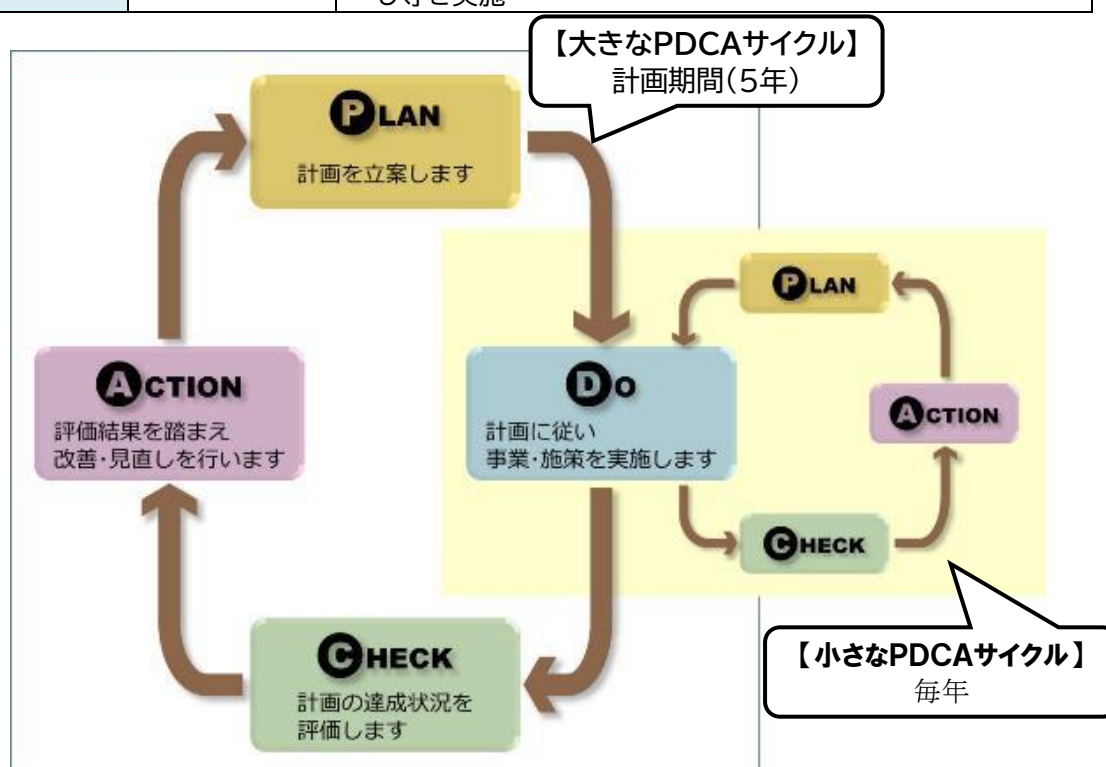 【大きなPDCAサイクル】
計画期間(5年)
PLAN
計画を立案します
PLAN
ACTION
評価結果を踏まえ
改善・見直しを行います
DO
計画に従い
事業・施策を実施します
ACTION
CHECK
CHECK
計画の達成状況を
評価します
【小さなPDCAサイクル】
毎年